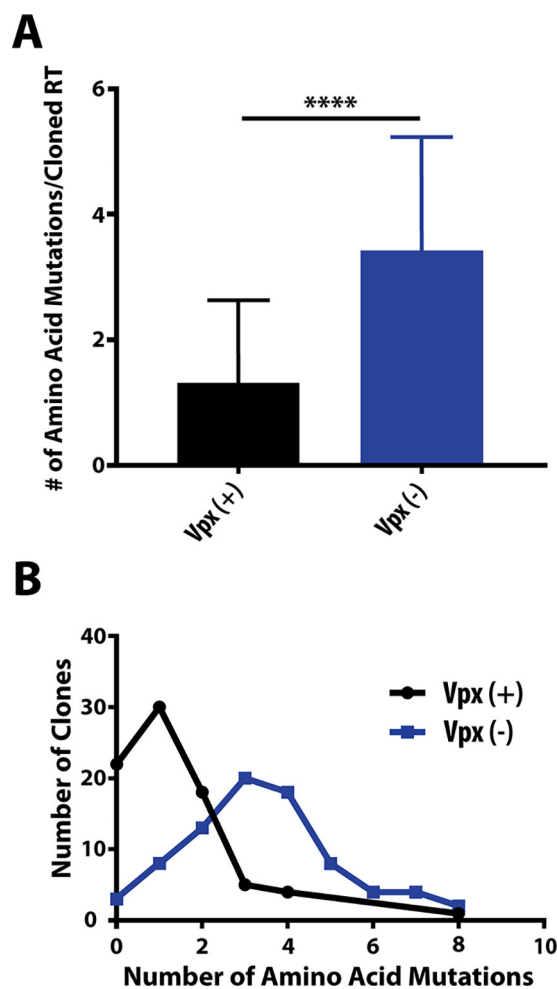 A
# of Amino Acid Mutations/Cloned RT
6
4
2
0
****
Vpx (+)
Vpx (-)
B
Number of Clones
40
30
20
10
0
Vpx (+)
Vpx (-)
0 2 4 6 8 10
Number of Amino Acid Mutations